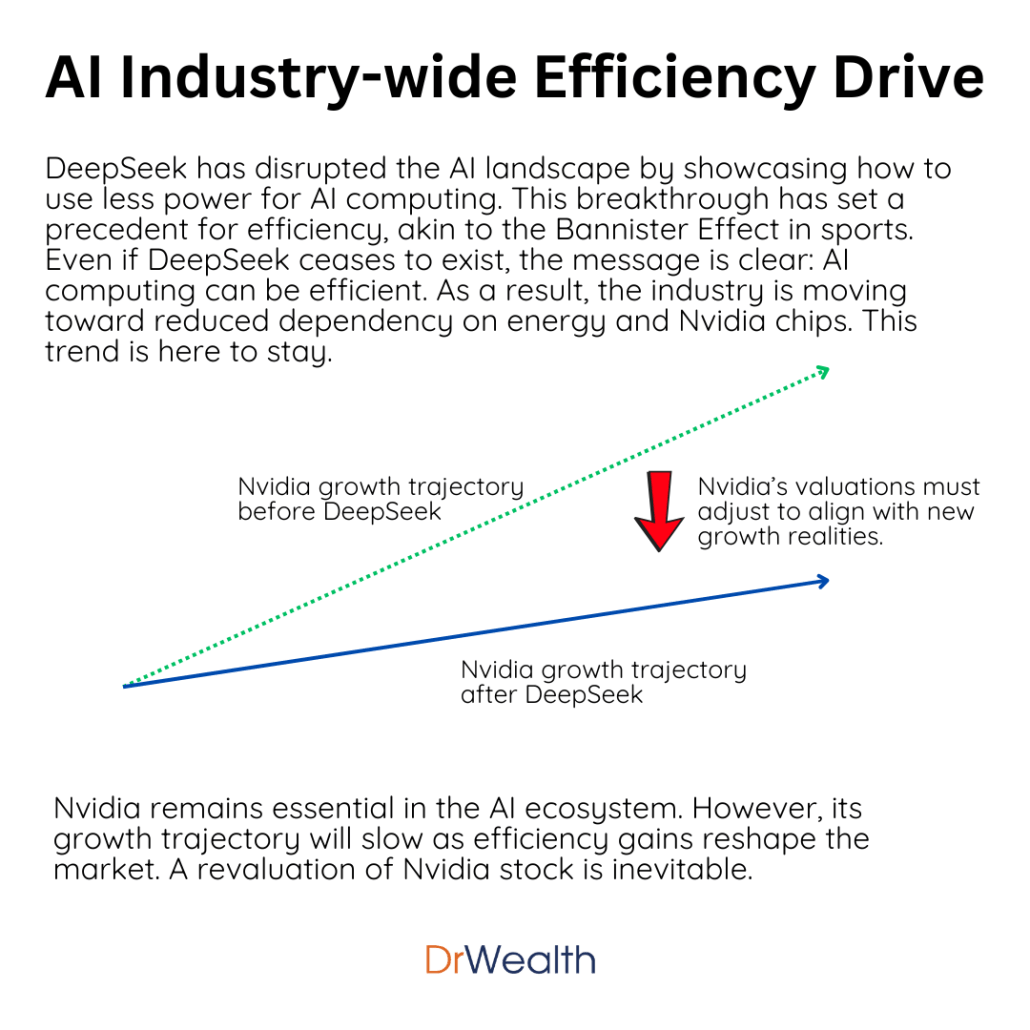 AI Industry-wide Efficiency Drive
DeepSeek has disrupted the AI landscape by showcasing how to
use less power for AI computing. This breakthrough has set a
precedent for efficiency, akin to the Bannister Effect in sports.
Even if DeepSeek ceases to exist, the message is clear: AI
computing can be efficient. As a result, the industry is moving
toward reduced dependency on energy and Nvidia chips. This
trend is here to stay.
Nvidia growth trajectory
before DeepSeek
Nvidia’s valuations must
adjust to align with new
growth realities.
Nvidia growth trajectory
after DeepSeek
Nvidia remains essential in the AI ecosystem. However, its
growth trajectory will slow as efficiency gains reshape the
market. A revaluation of Nvidia stock is inevitable.
DrWealth